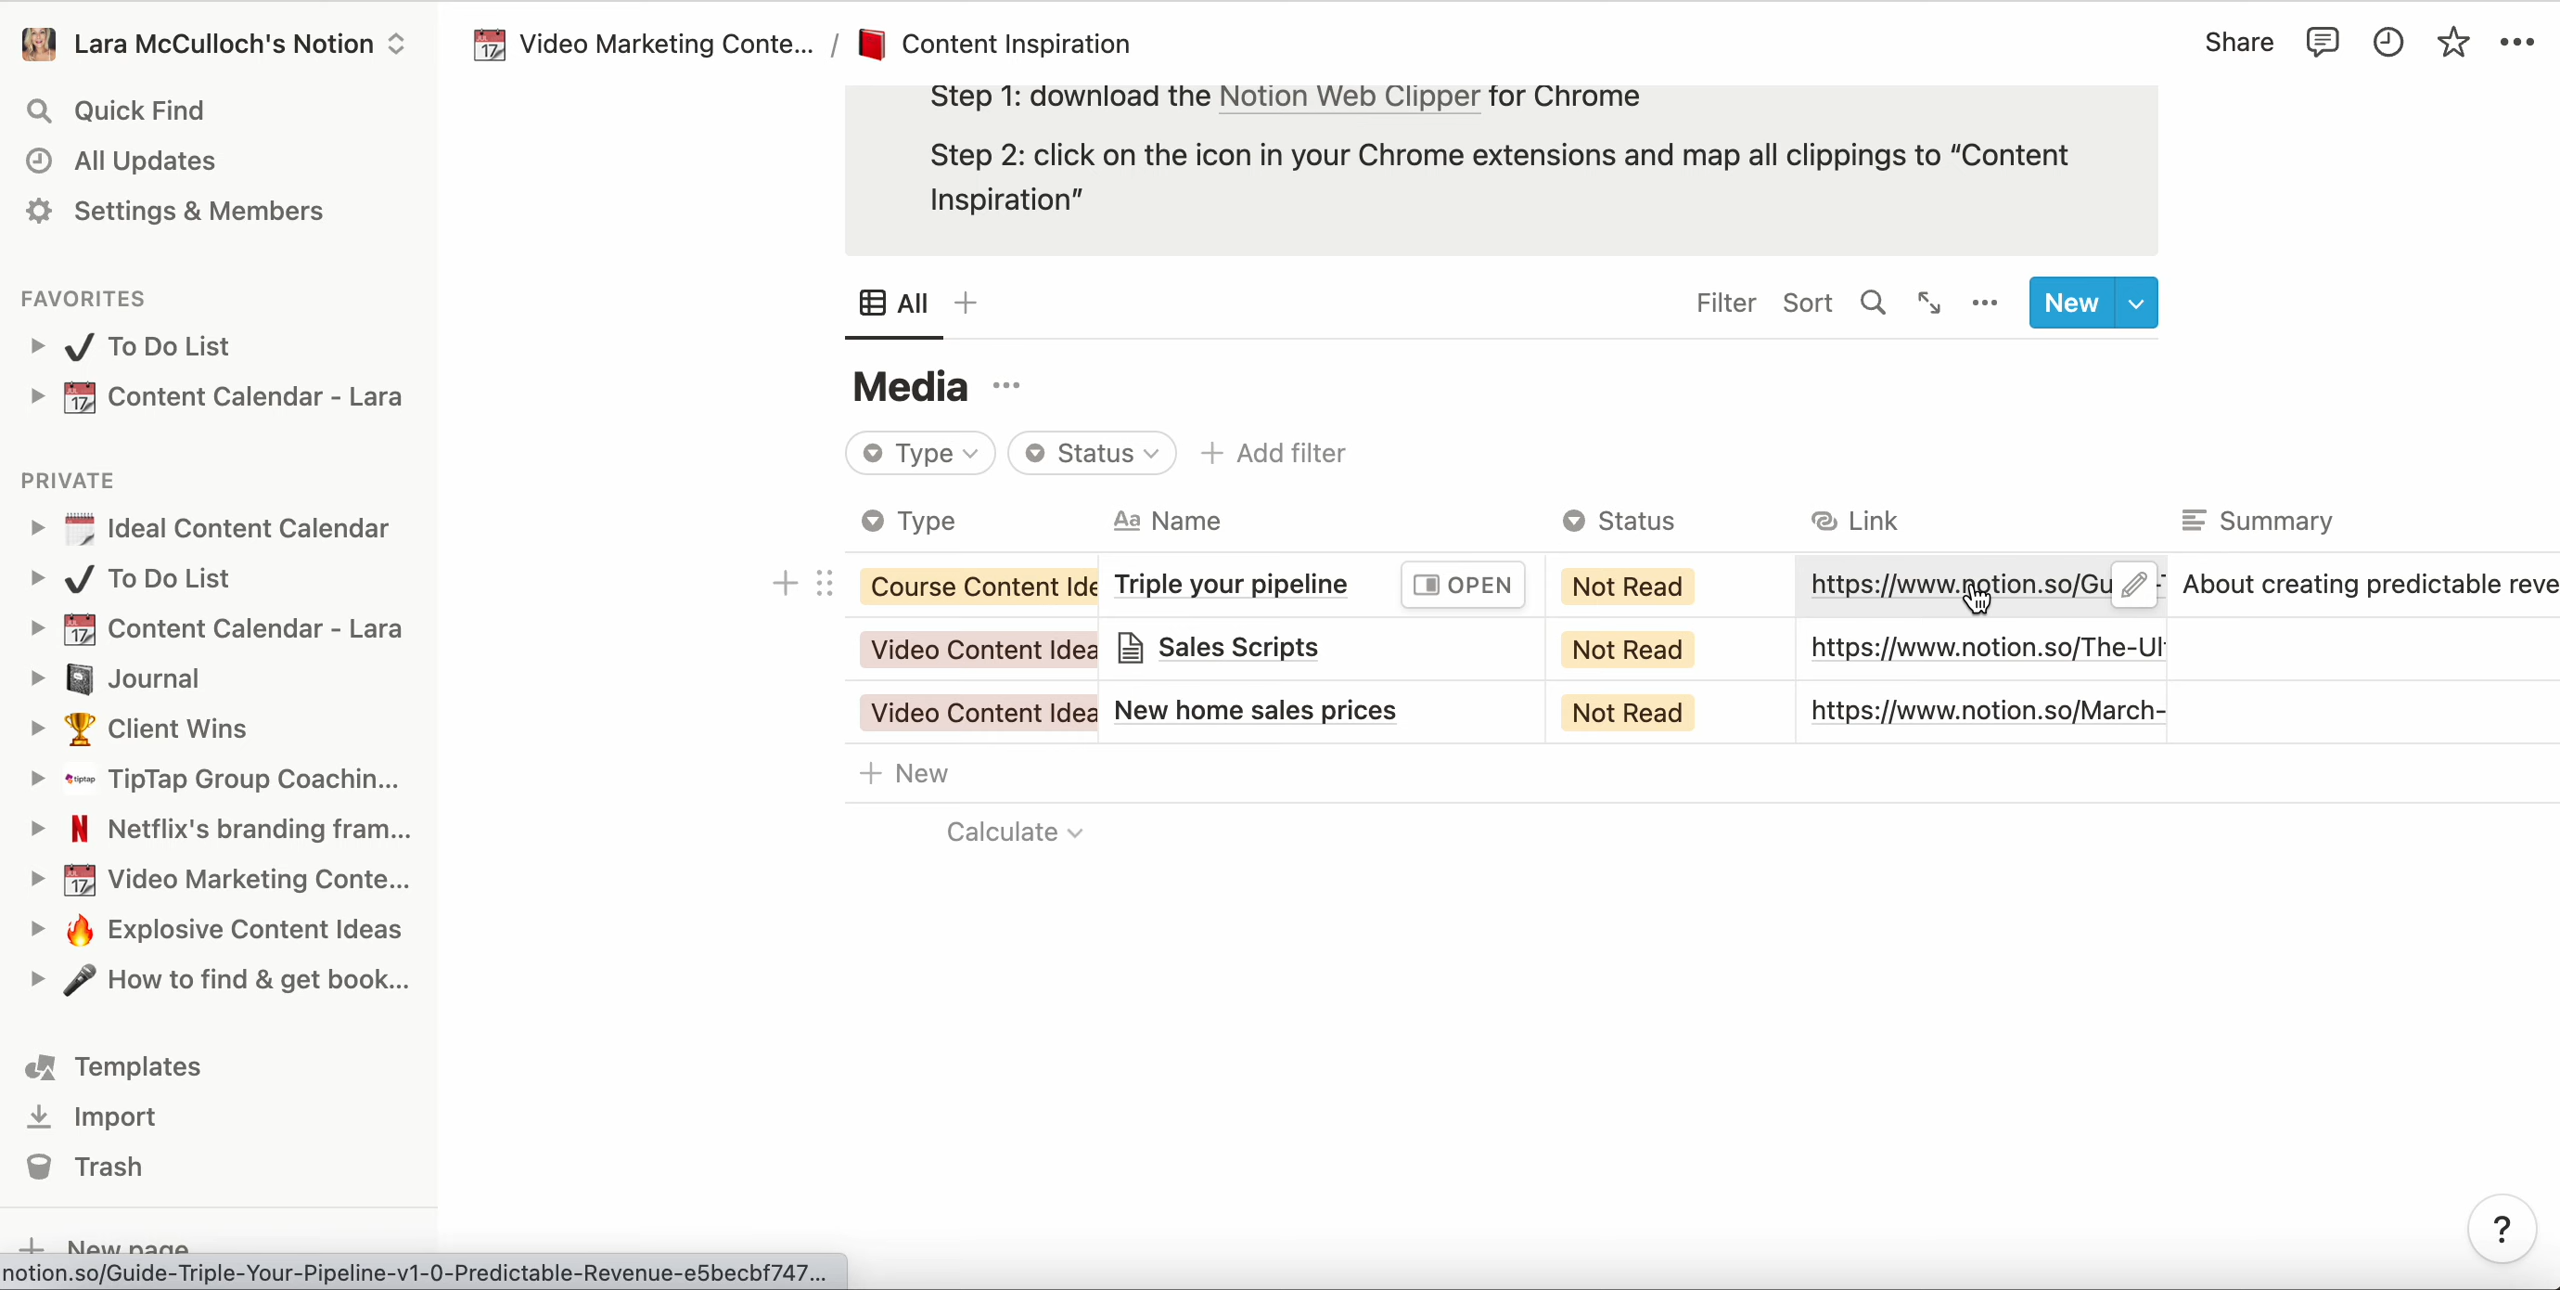 Lara McCulloch's Notion
Quick Find
All Updates
Settings & Members
FAVORITES
To Do List
Content Calendar - Lara
PRIVATE
Ideal Content Calendar
To Do List
Content Calendar - Lara
Journal
Client Wins
tiptap TipTap Group Coachin...
Netflix's branding fram...
Video Marketing Conte...
Explosive Content Ideas
How to find & get book...
Templates
Import
Trash
New page
notion.so/Guide-Triple-Your-Pipeline-v1-0-Predictable-Revenue-e5becbf747...
Video Marketing Conte... / Content Inspiration
Share
Step 1: download the Notion Web Clipper for Chrome
Step 2: click on the icon in your Chrome extensions and map all clippings to “Content
Inspiration”
All
Filter Sort New
Media
Type Status + Add filter
Type Aa Name Status Link Summary
Course Content Ide Triple your pipeline OPEN Not Read https://www.notion.so/Gu About creating predictable reve
Video Content Idea Sales Scripts Not Read https://www.notion.so/The-Ul
Video Content Idea New home sales prices Not Read https://www.notion.so/March-
+ New
Calculate
?